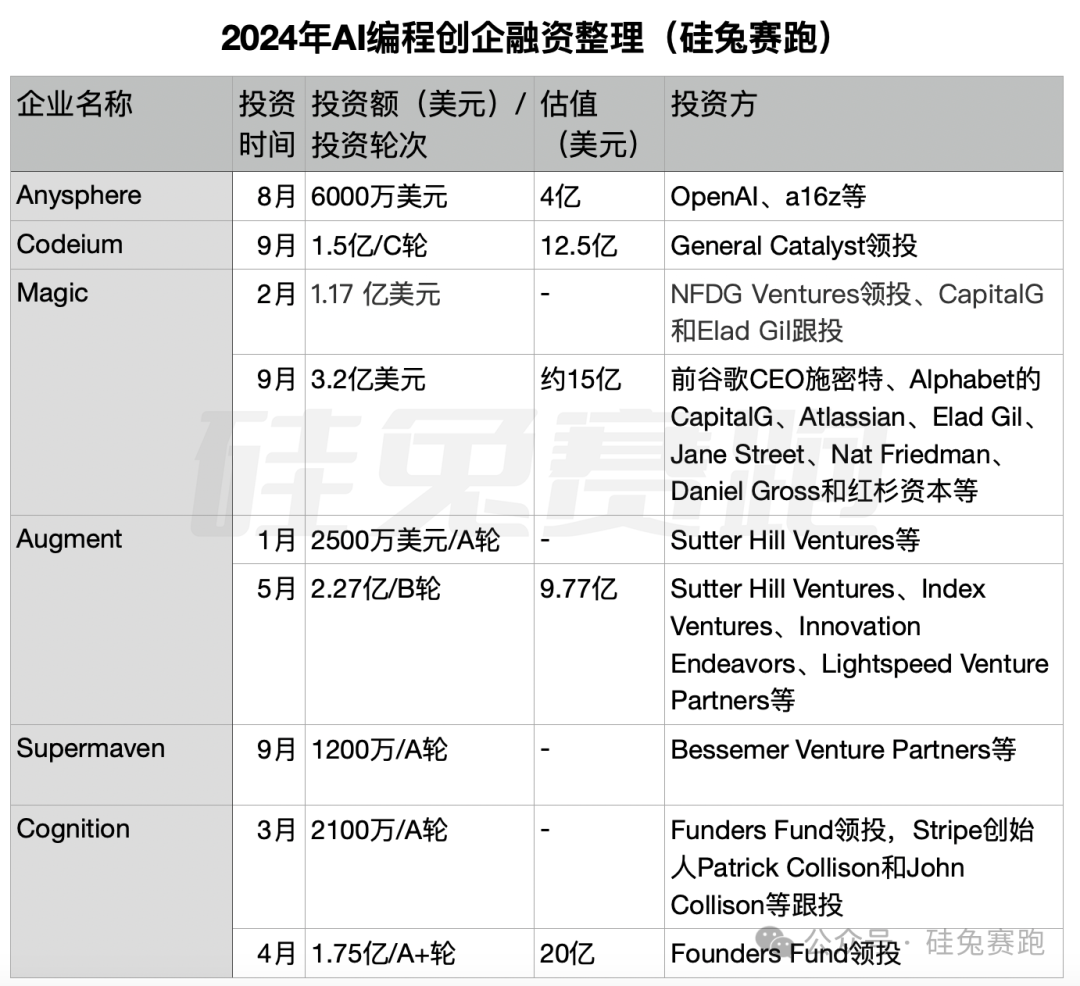 2024年AI编程创企融资整理（硅兔赛跑）
企业名称
投资
时间
投资额（美元）/
投资轮次
估值
（美元）
投资方
Anysphere
8月
6000万美元
4亿
OpenAI、a16z等
Codeium
9月
1.5亿/C轮
12.5亿
General Catalyst领投
Magic
2月
1.17 亿美元
-
NFDG Ventures领投、CapitalG
和Elad Gil跟投
9月
3.2亿美元
约15亿
前谷歌CEO施密特、Alphabet的
CapitalG、Atlassian、Elad Gil、
Jane Street、Nat Friedman、
Daniel Gross和红杉资本等
Augment
1月
2500万美元/A轮
-
Sutter Hill Ventures等
5月
2.27亿/B轮
9.77亿
Sutter Hill Ventures、Index
Ventures、Innovation
Endeavors、Lightspeed Venture
Partners等
Supermaven
9月
1200万/A轮
-
Bessemer Venture Partners等
Cognition
3月
2100万/A轮
-
Funders Fund领投，Stripe创始
人Patrick Collison和John
Collison等跟投
4月
1.75亿/A+轮
20亿
Founders Fund领投
硅兔赛跑
公众号 · 硅兔赛跑